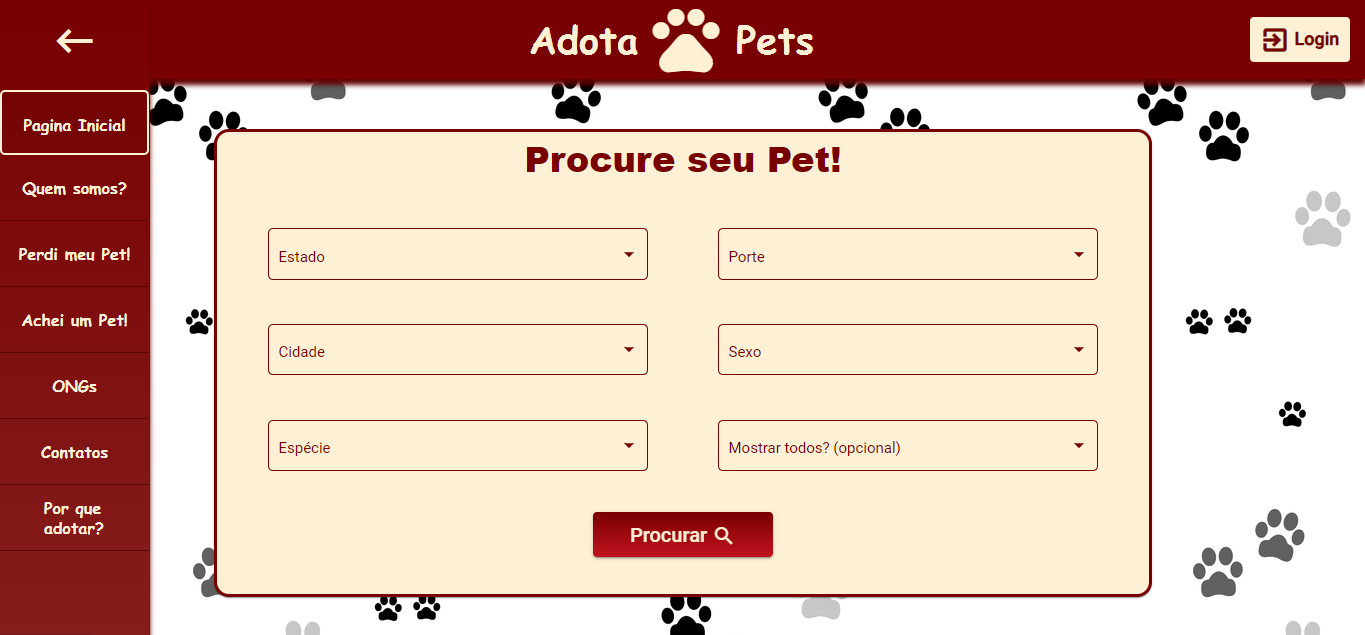 Adota Pets
Login
Pagina Inicial
Quem somos?
Perdi meu Pet!
Achei um Pet!
ONGs
Contatos
Por que
adotar?
Procure seu Pet!
Estado
Porte
Cidade
Sexo
Espécie
Mostrar todos? (opcional)
Procurar